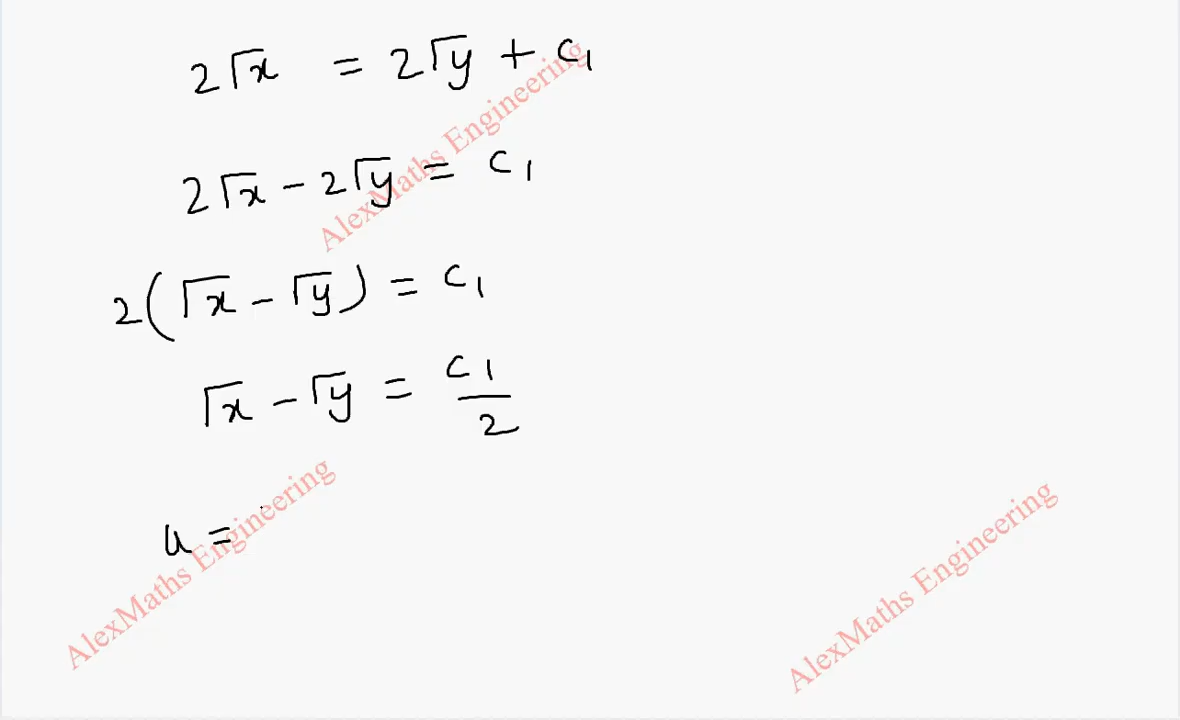 2√x = 2√y + c₁
2√x - 2√y = c₁
2(√x - √y) = c₁
√x - √y = c₁/2
u =
AlexMaths Engineering
AlexMaths Engineering
AlexMaths Engineering